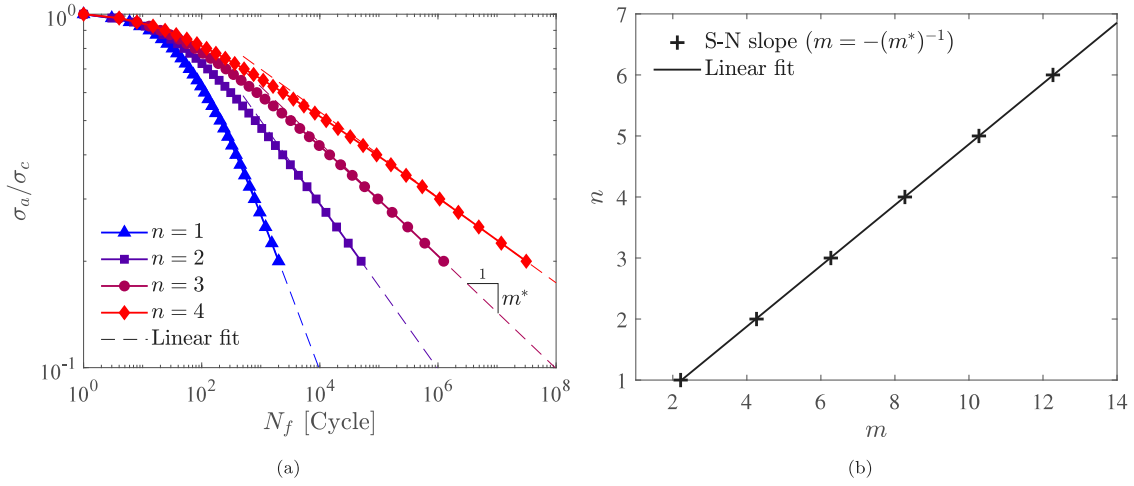 10^0
σ_a/σ_c
10^-1
n = 1
n = 2
n = 3
n = 4
Linear fit
1
m*
10^0 10^2 10^4 10^6 10^8
N_f [Cycle]
(a)
7
6
5
4
3
2
1
n
S-N slope (m = −(m*)^−1)
Linear fit
2 4 6 8 10 12 14
m
(b)